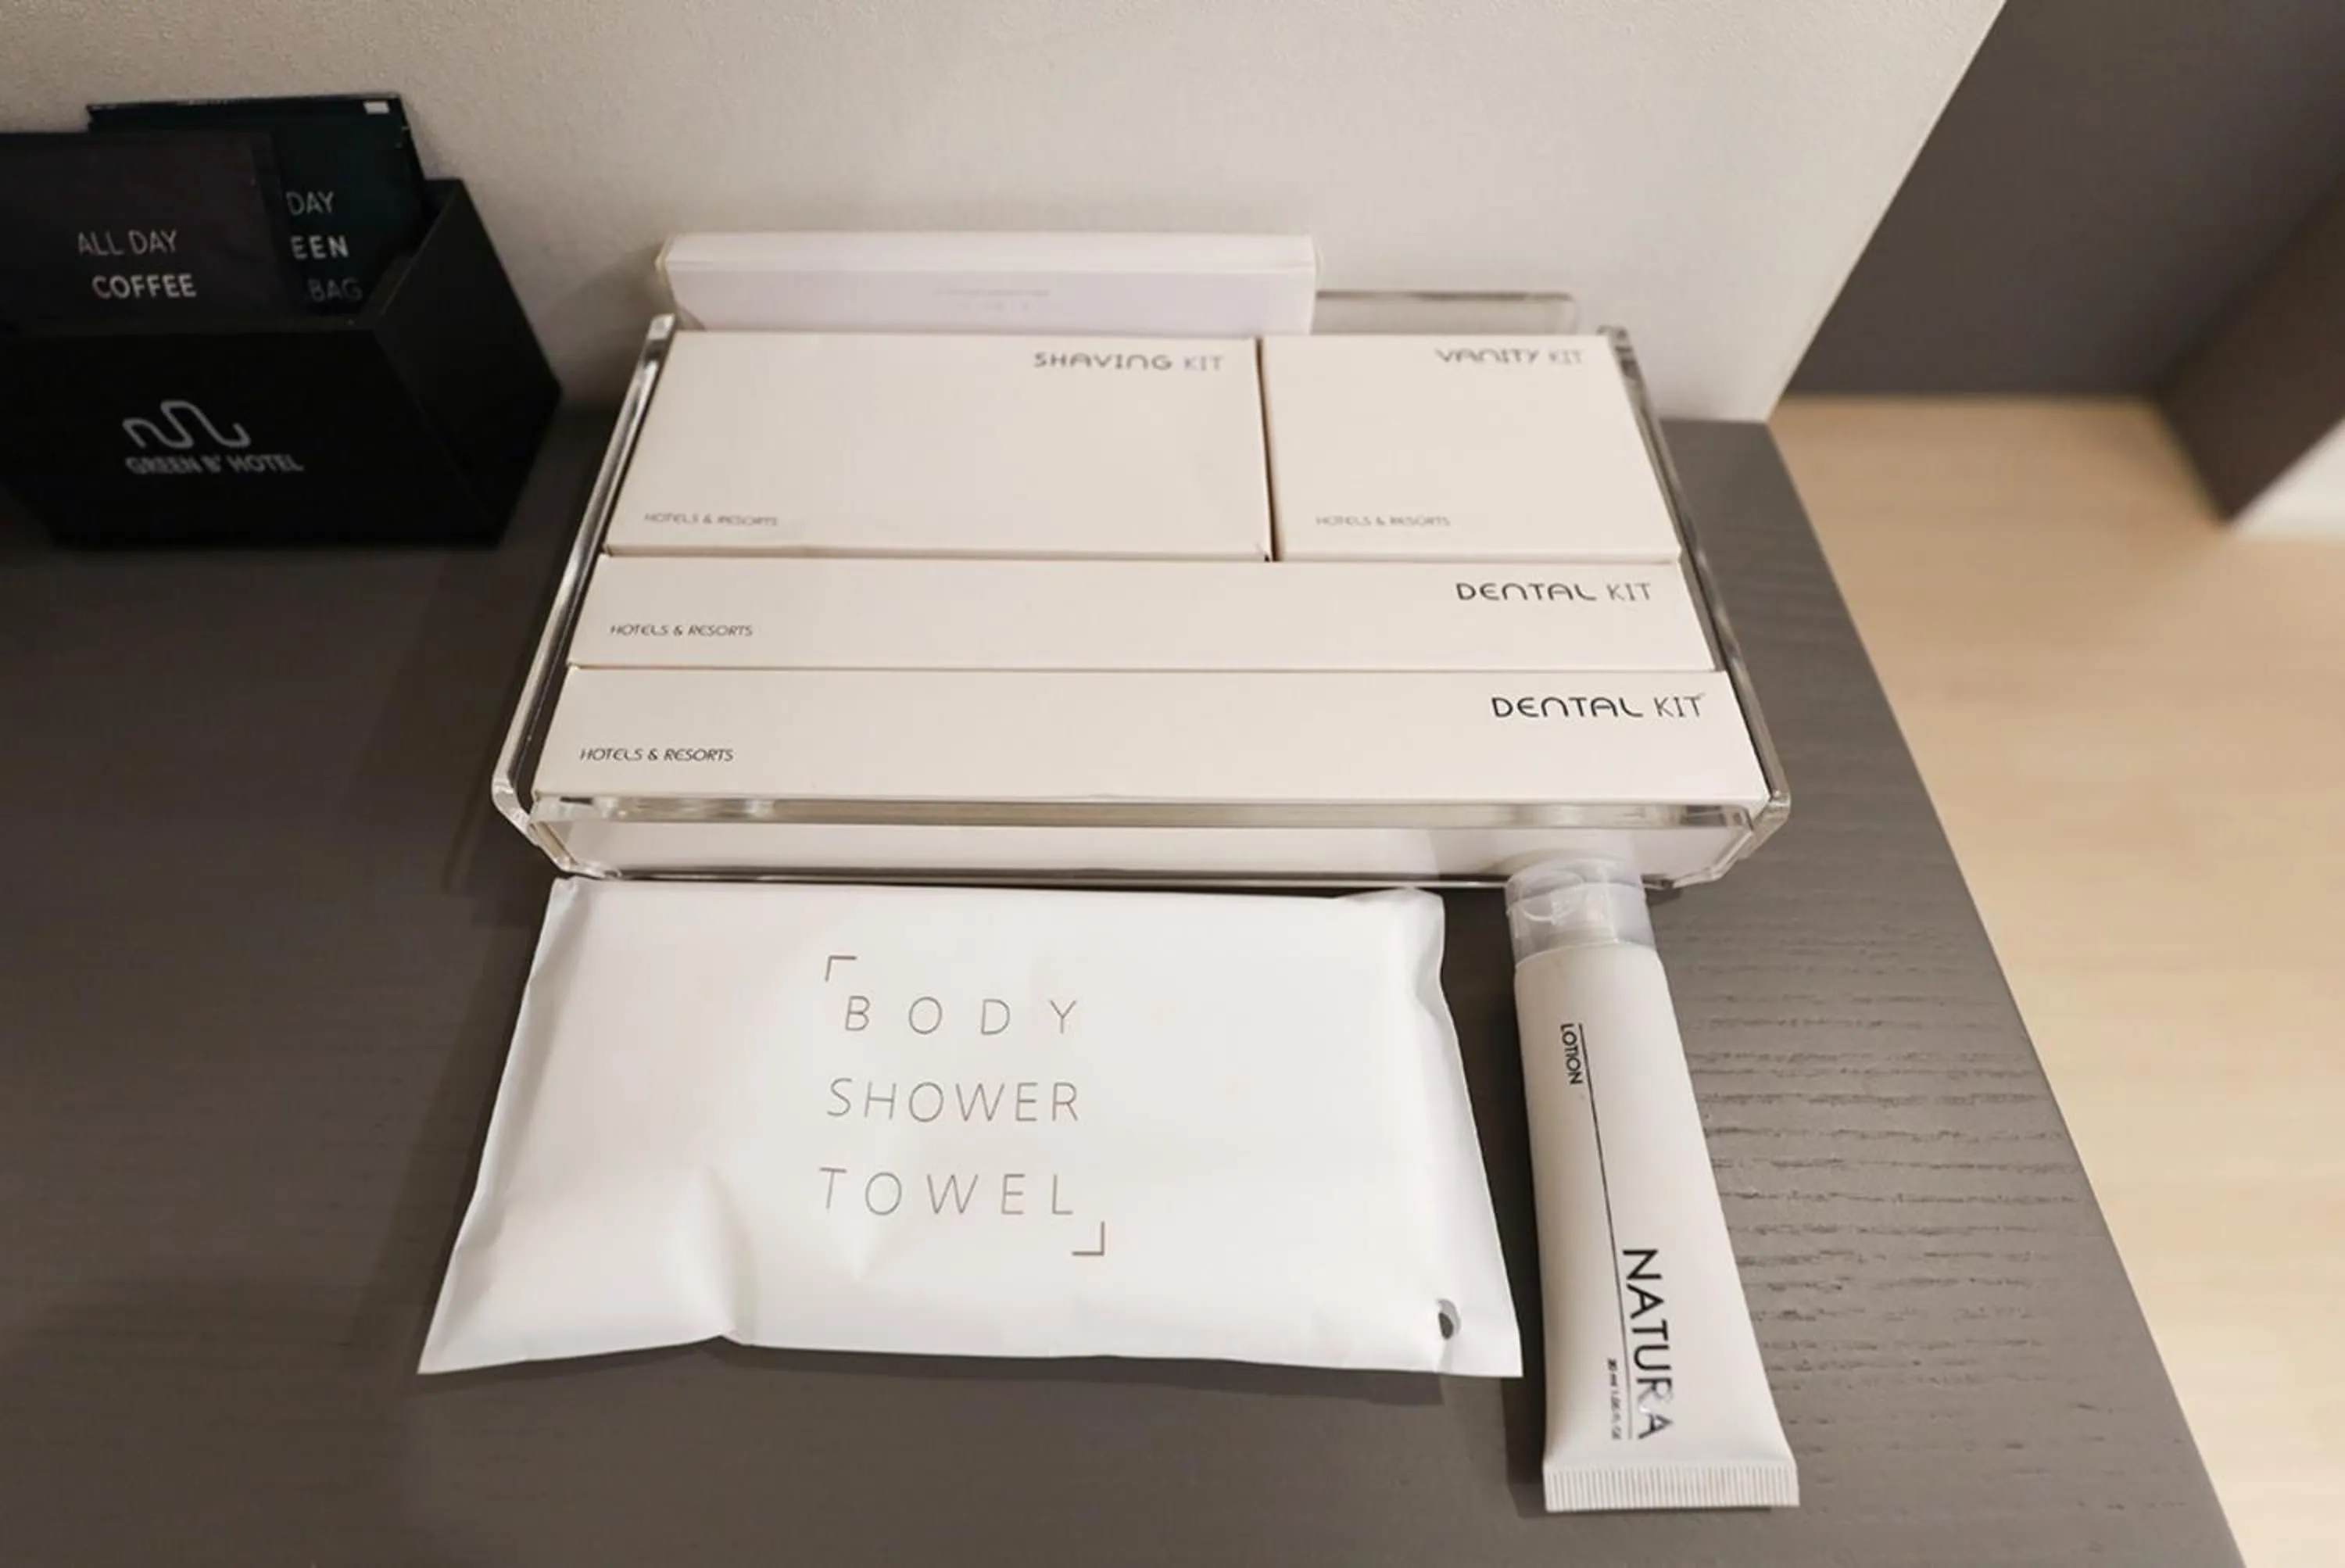 ALL DAY
COFFEE
DAY
EEN
BAG
GREEN B' HOTEL
SHAVING KIT
HOTELS & RESORTS
VANITY KIT
HOTELS & RESORTS
DENTAL KIT
HOTELS & RESORTS
DENTAL KIT
HOTELS & RESORTS
BODY
SHOWER
TOWEL
LOTION
NATURA